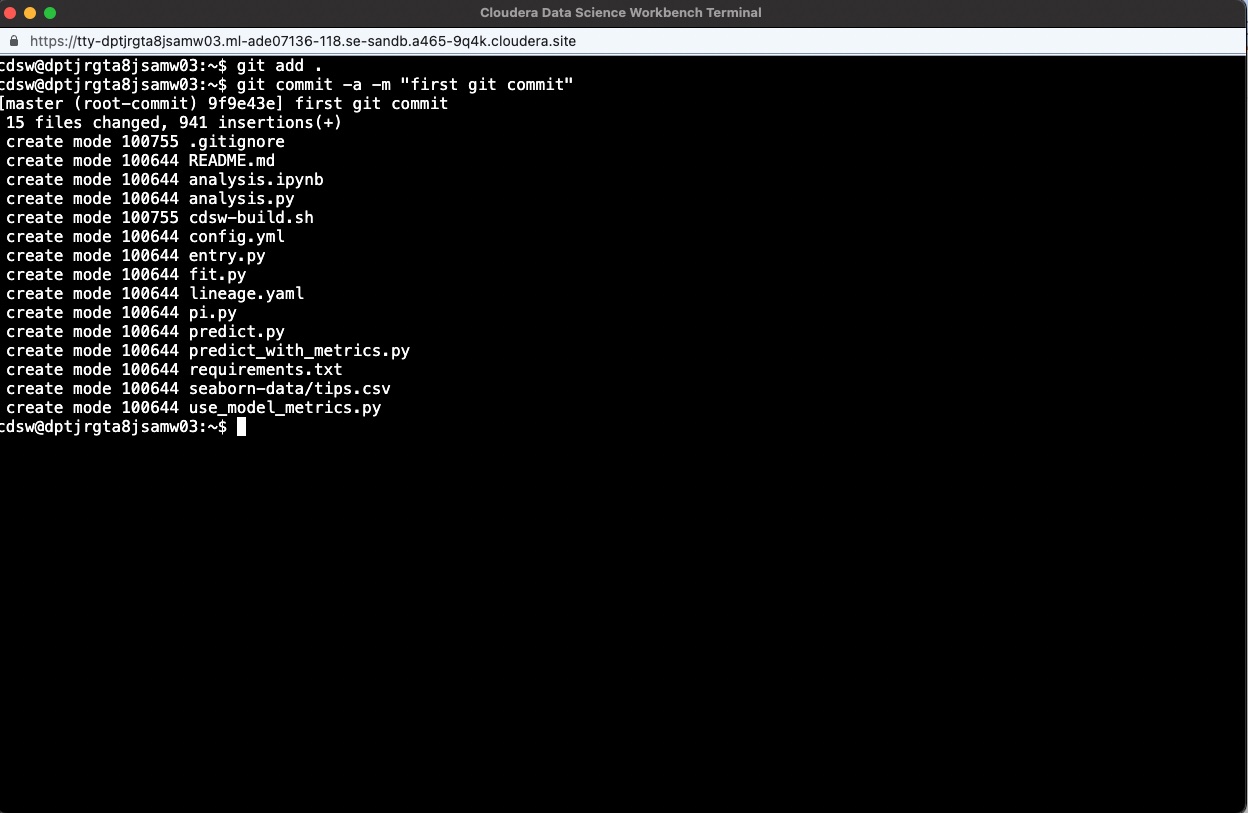 Cloudera Data Science Workbench Terminal
https://tty-dptjrgta8jsamw03.ml-ade07136-118.se-sandb.a465-9q4k.cloudera.site
cdsw@dptjrgta8jsamw03:~$ git add .
cdsw@dptjrgta8jsamw03:~$ git commit -a -m "first git commit"
[master (root-commit) 9f9e43e] first git commit
 15 files changed, 941 insertions(+)
 create mode 100755 .gitignore
 create mode 100644 README.md
 create mode 100644 analysis.ipynb
 create mode 100644 analysis.py
 create mode 100755 cdsw-build.sh
 create mode 100644 config.yml
 create mode 100644 entry.py
 create mode 100644 fit.py
 create mode 100644 lineage.yaml
 create mode 100644 pi.py
 create mode 100644 predict.py
 create mode 100644 predict_with_metrics.py
 create mode 100644 requirements.txt
 create mode 100644 seaborn-data/tips.csv
 create mode 100644 use_model_metrics.py
cdsw@dptjrgta8jsamw03:~$